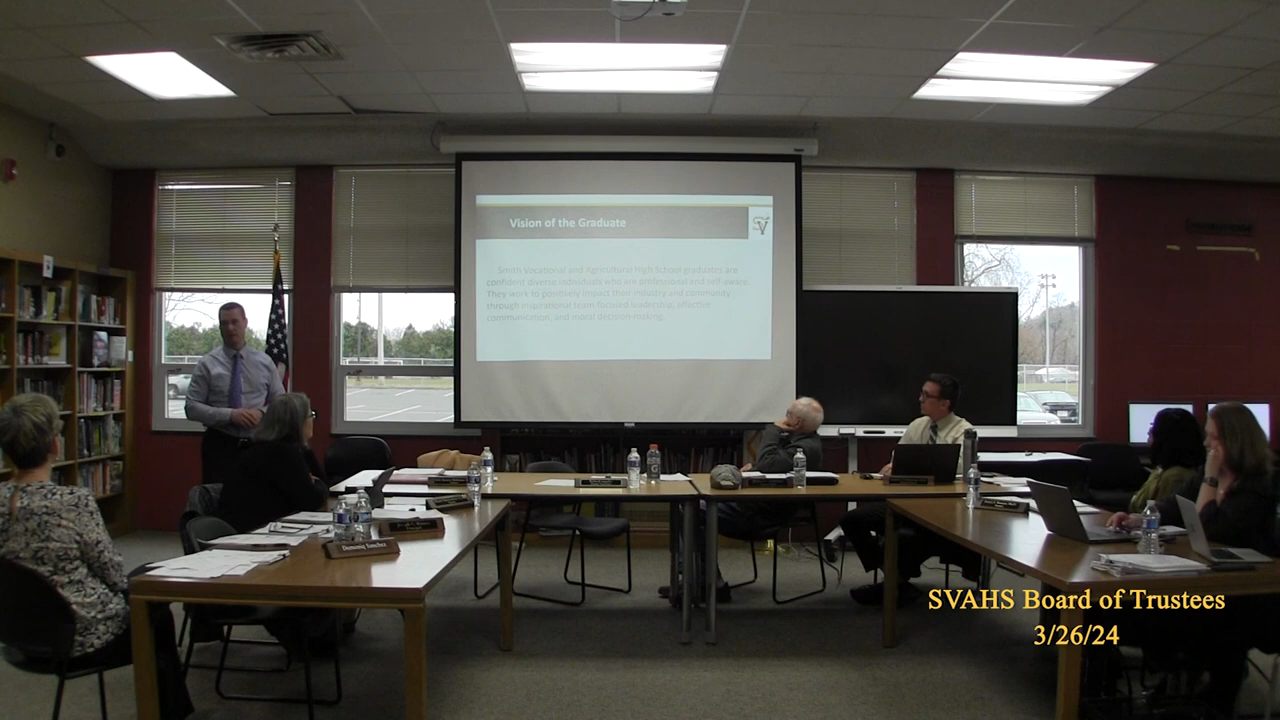 Vision of the Graduate
SV
Smith Vocational and Agricultural High School graduates are
confident diverse individuals who are professional and self-aware.
They work to positively impact their industry and community
through inspirational team focused leadership, effective
communication, and moral decision-making.
SVAHS Board of Trustees
3/26/24